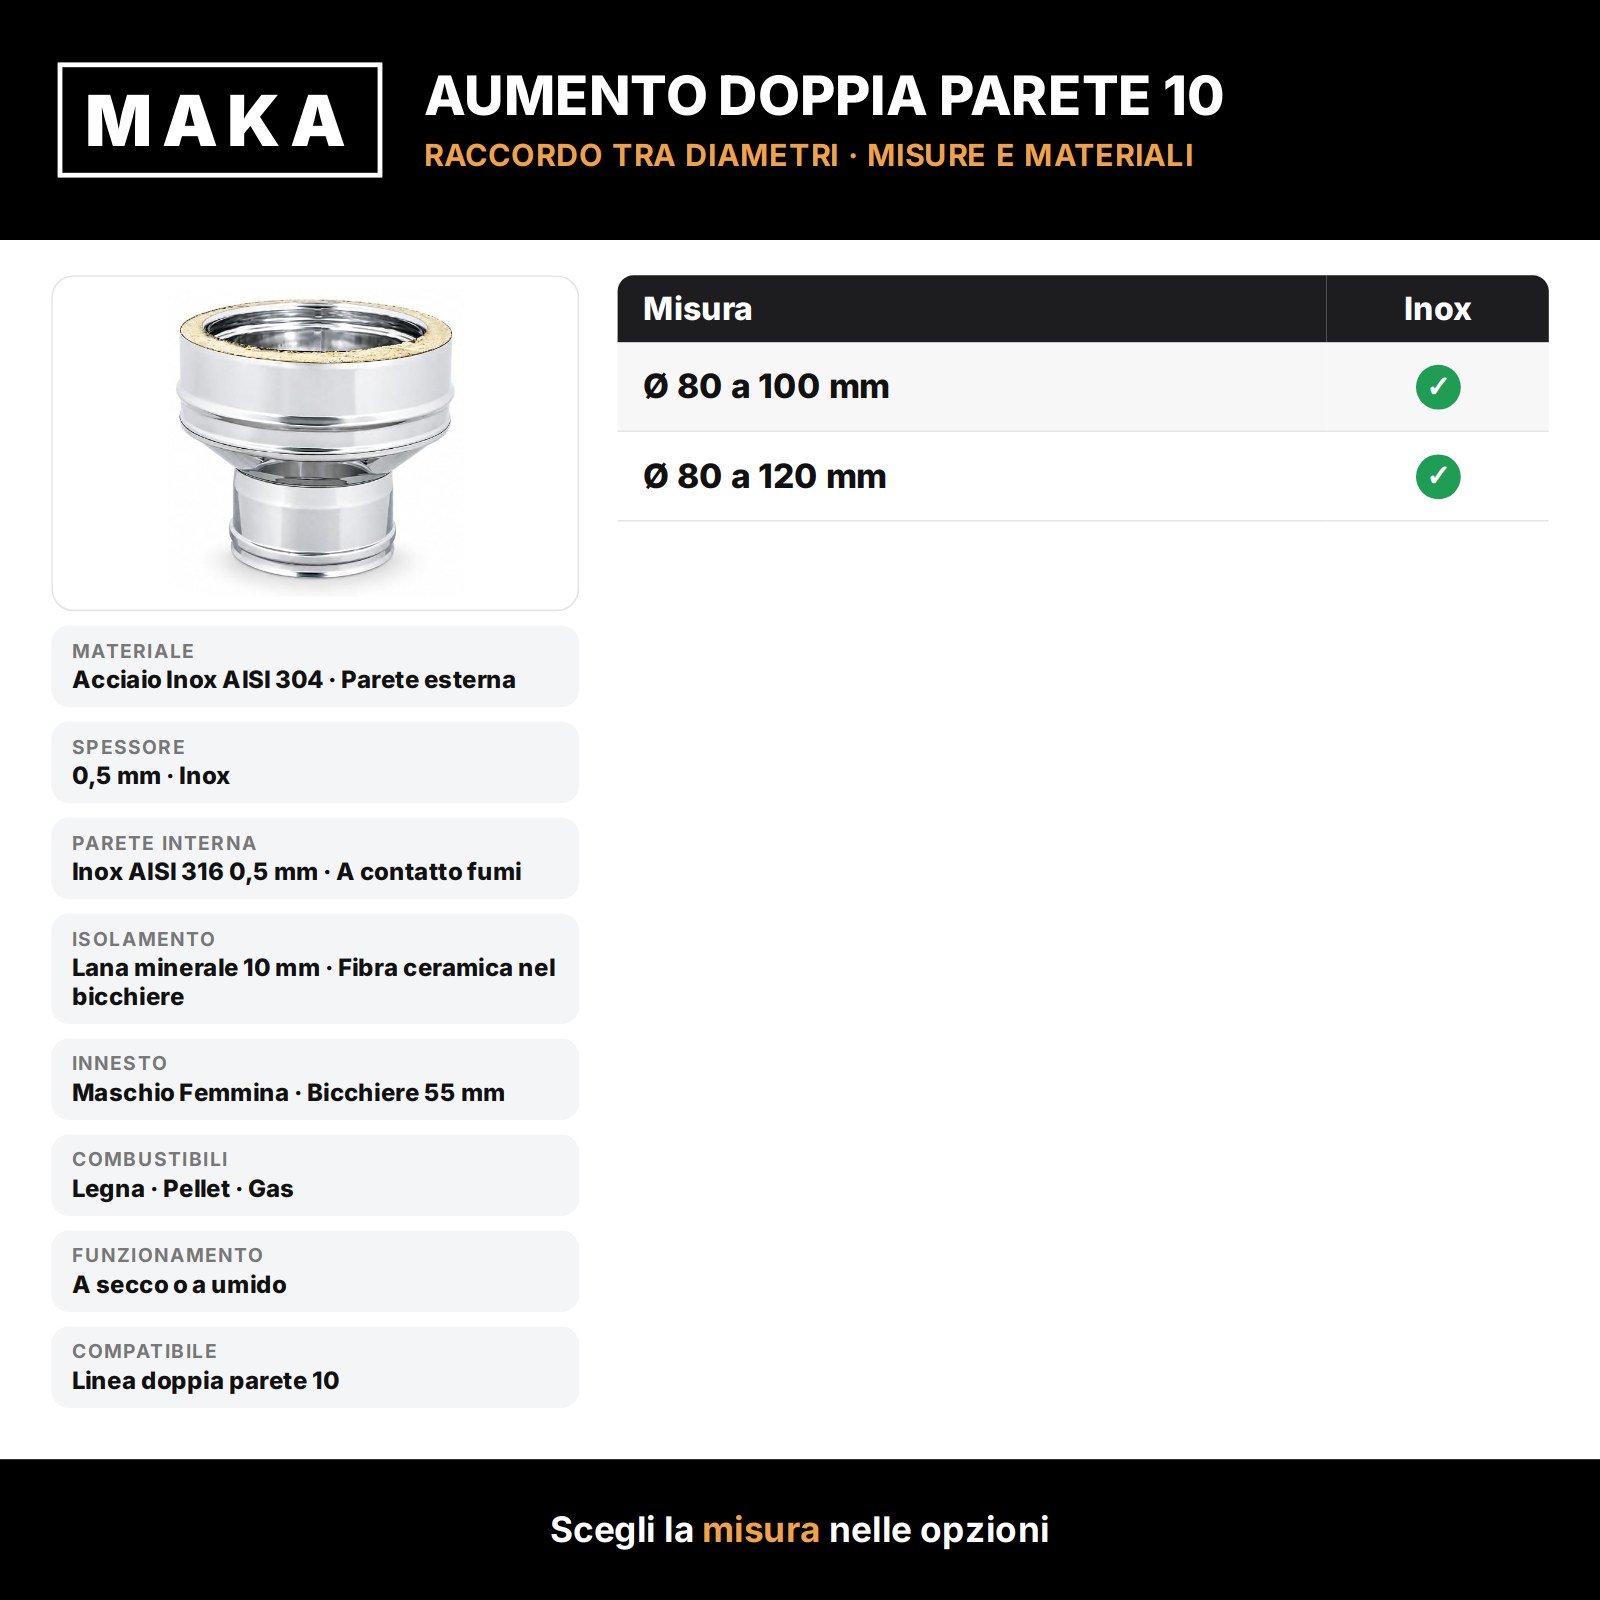 MAKA
AUMENTO DOPPIA PARETE 10
RACCORDO TRA DIAMETRI · MISURE E MATERIALI
Misura Inox
Ø 80 a 100 mm ✓
Ø 80 a 120 mm ✓
MATERIALE
Acciaio Inox AISI 304 · Parete esterna
SPESSORE
0,5 mm · Inox
PARETE INTERNA
Inox AISI 316 0,5 mm · A contatto fumi
ISOLAMENTO
Lana minerale 10 mm · Fibra ceramica nel
bicchiere
INNESTO
Maschio Femmina · Bicchiere 55 mm
COMBUSTIBILI
Legna · Pellet · Gas
FUNZIONAMENTO
A secco o a umido
COMPATIBILE
Linea doppia parete 10
Scegli la misura nelle opzioni